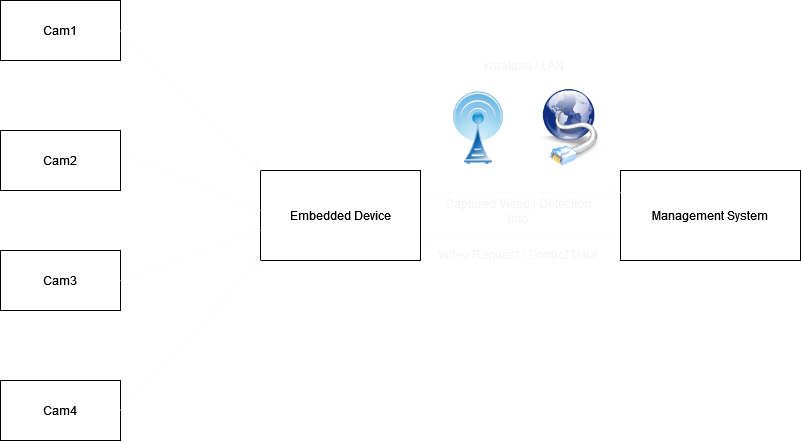 Cam1
Wireless / LAN
Cam2
Embedded Device
Captured Video | Detection
Info
Management System
Video Request | Control Data
Cam3
Cam4